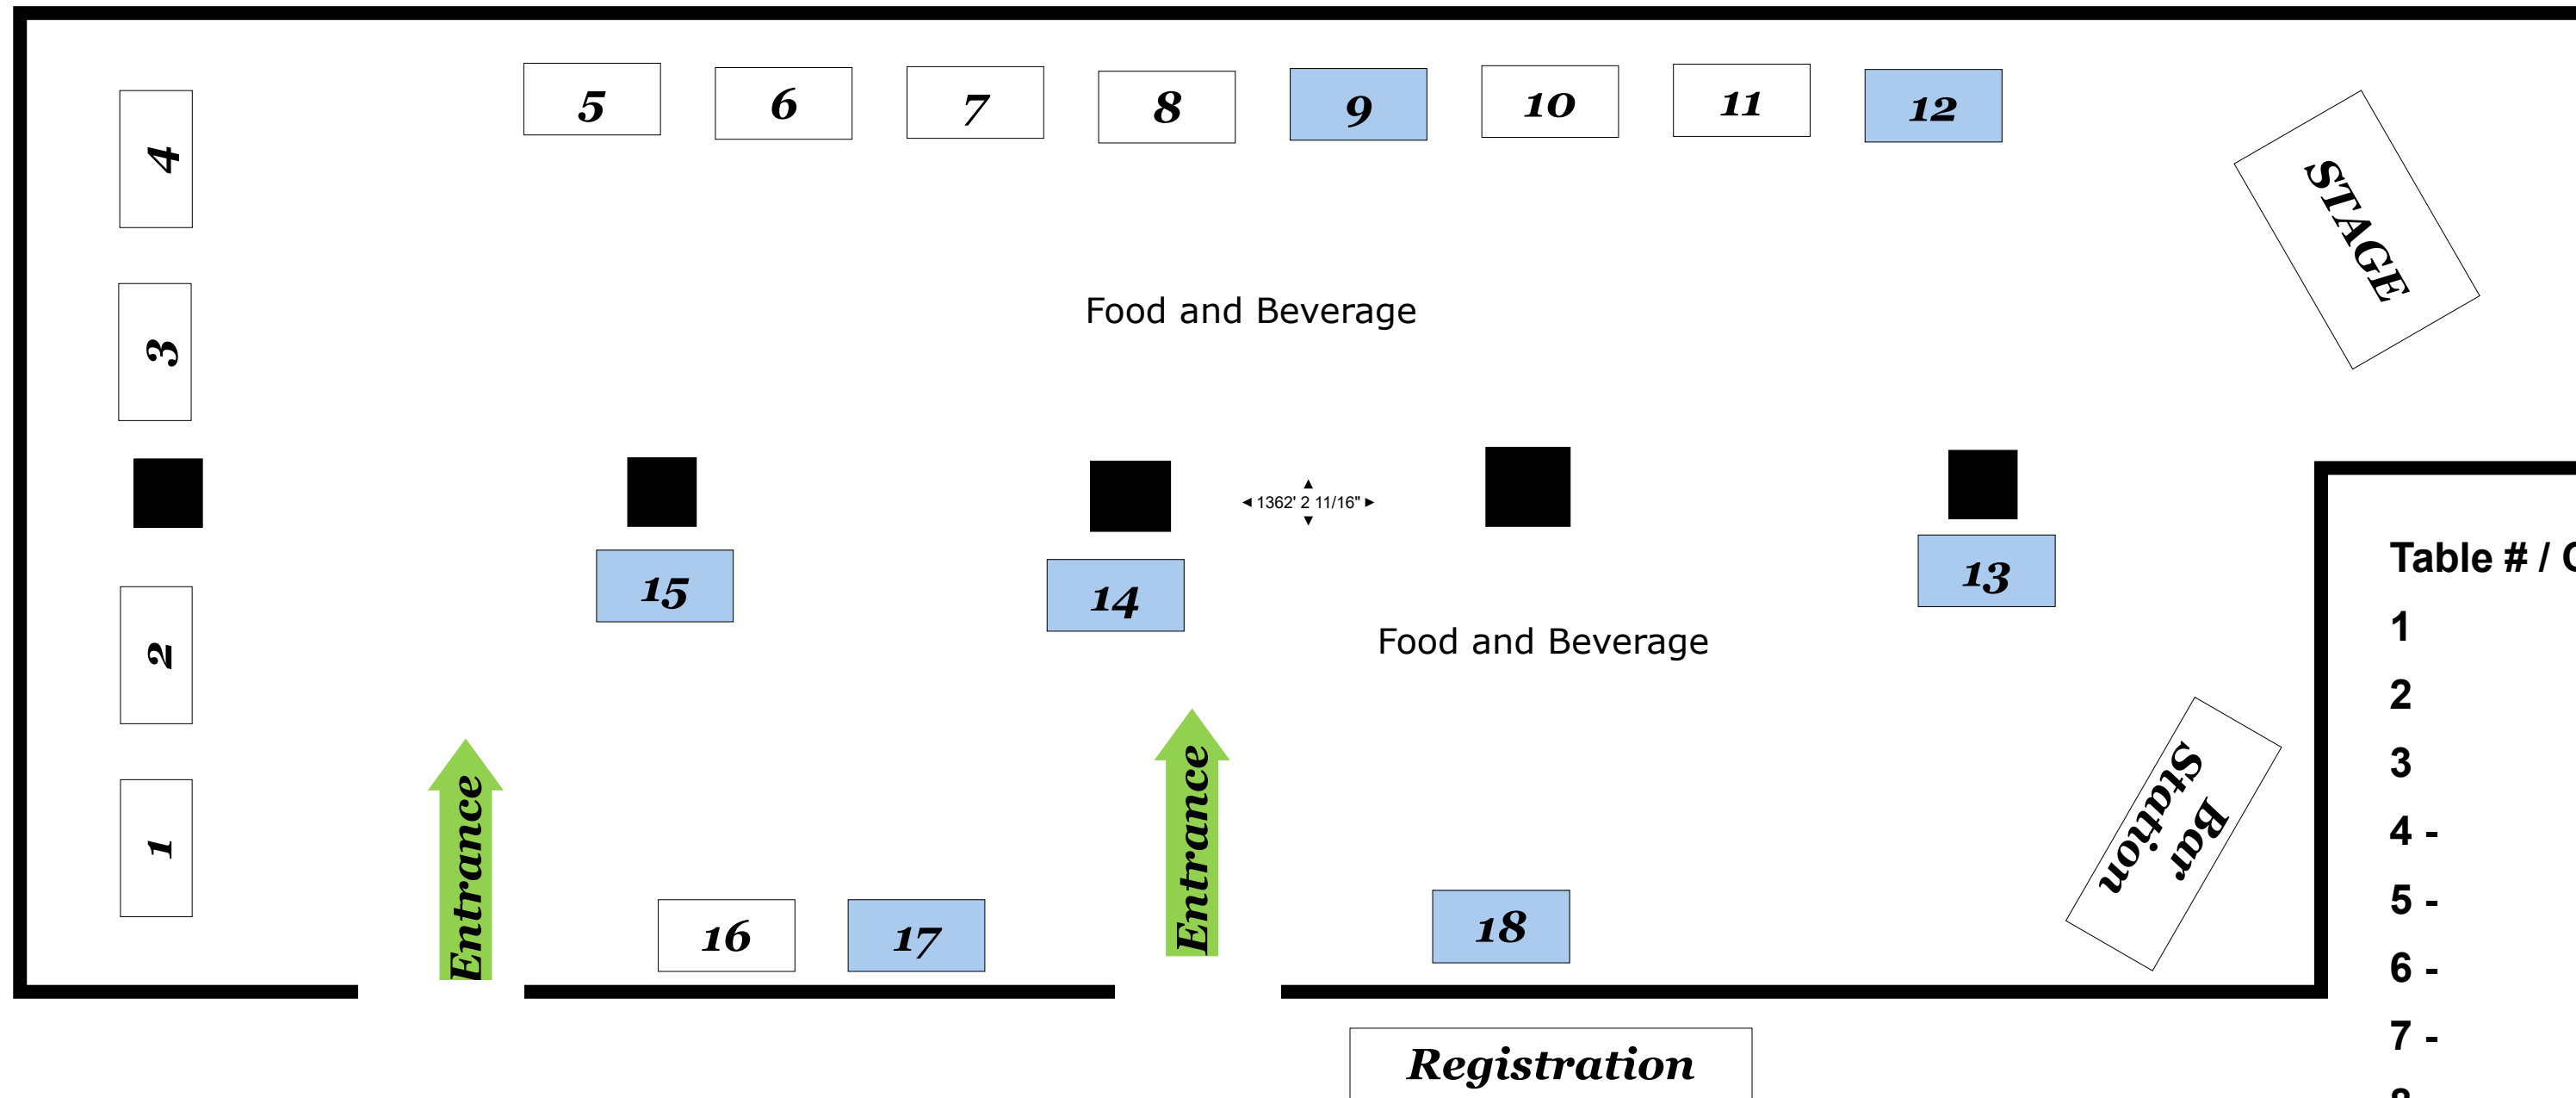 5
6
7
8
9
10
11
12
4
STAGE
Food and Beverage
3
1362' 2 11/16"
15
14
13
Food and Beverage
2
Bar
Station
1
Entrance
Entrance
16
17
18
Registration
Table # /
1
2
3
4 -
5 -
6 -
7 -